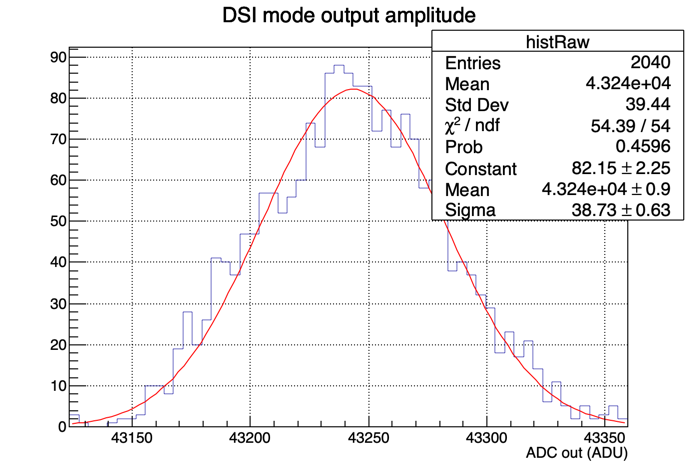 DSI mode output amplitude
histRaw
Entries 2040
Mean 4.324e+04
Std Dev 39.44
χ² / ndf 54.39 / 54
Prob 0.4596
Constant 82.15 ± 2.25
Mean 4.324e+04 ± 0.9
Sigma 38.73 ± 0.63
90
80
70
60
50
40
30
20
10
0
43150 43200 43250 43300 43350
ADC out (ADU)